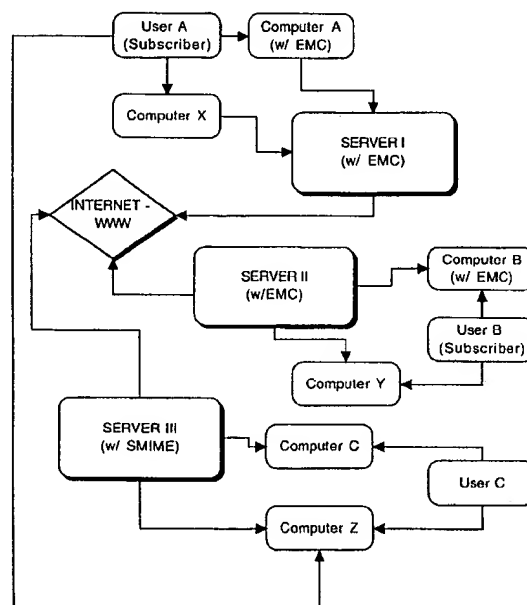 User A
(Subscriber)
Computer A
(w/ EMC)
Computer X
SERVER I
(w/ EMC)
INTERNET -
WWW
SERVER II
(w/EMC)
Computer B
(w/ EMC)
User B
(Subscriber)
Computer Y
SERVER III
(w/ SMIME)
Computer C
User C
Computer Z